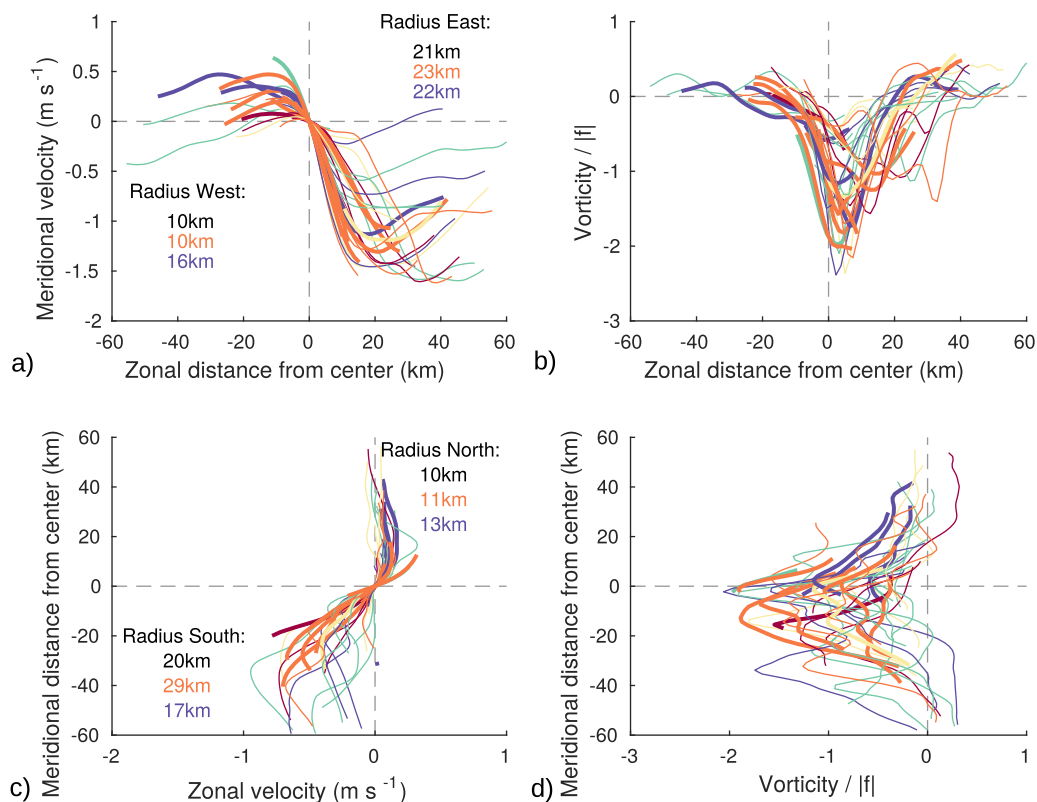 Radius East:
21km
23km
22km
Radius West:
10km
10km
16km
1
0.5
0
-0.5
-1
-1.5
-2
-60 -40 -20 0 20 40 60
Meridional velocity (m s -1)
Zonal distance from center (km)
a)
1
0
-1
-2
-3
-60 -40 -20 0 20 40 60
Vorticity / |f|
Zonal distance from center (km)
b)
Radius North:
10km
11km
13km
Radius South:
20km
29km
17km
60
40
20
0
-20
-40
-60
-2 -1 0 1
Meridional distance from center (km)
Zonal velocity (m s -1)
c)
60
40
20
0
-20
-40
-60
-3 -2 -1 0 1
Meridional distance from center (km)
Vorticity / |f|
d)